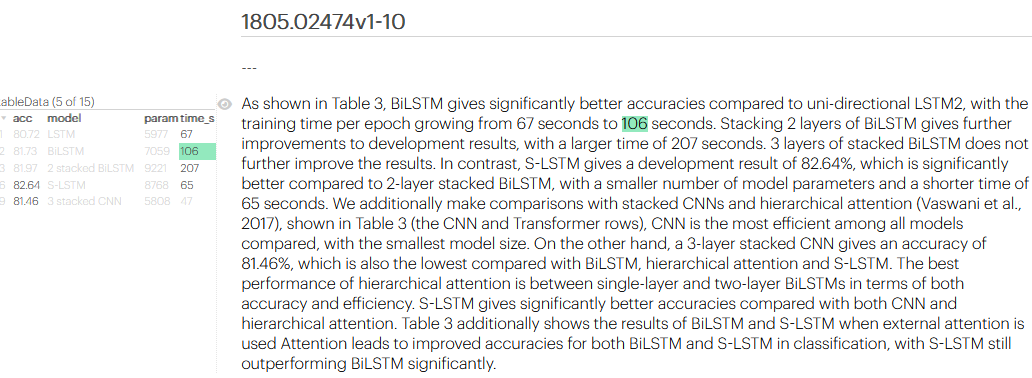 1805.02474v1-10
---
ableData (5 of 15)
acc model param time_s
1 80.72 LSTM 5977 67
2 81.73 BiLSTM 7059 106
3 81.97 2 stacked BiLSTM 9221 207
6 82.64 S-LSTM 8768 65
9 81.46 3 stacked CNN 5808 47
As shown in Table 3, BiLSTM gives significantly better accuracies compared to uni-directional LSTM2, with the
training time per epoch growing from 67 seconds to 106 seconds. Stacking 2 layers of BiLSTM gives further
improvements to development results, with a larger time of 207 seconds. 3 layers of stacked BiLSTM does not
further improve the results. In contrast, S-LSTM gives a development result of 82.64%, which is significantly
better compared to 2-layer stacked BiLSTM, with a smaller number of model parameters and a shorter time of
65 seconds. We additionally make comparisons with stacked CNNs and hierarchical attention (Vaswani et al.,
2017), shown in Table 3 (the CNN and Transformer rows), CNN is the most efficient among all models
compared, with the smallest model size. On the other hand, a 3-layer stacked CNN gives an accuracy of
81.46%, which is also the lowest compared with BiLSTM, hierarchical attention and S-LSTM. The best
performance of hierarchical attention is between single-layer and two-layer BiLSTMs in terms of both
accuracy and efficiency. S-LSTM gives significantly better accuracies compared with both CNN and
hierarchical attention. Table 3 additionally shows the results of BiLSTM and S-LSTM when external attention is
used Attention leads to improved accuracies for both BiLSTM and S-LSTM in classification, with S-LSTM still
outperforming BiLSTM significantly.